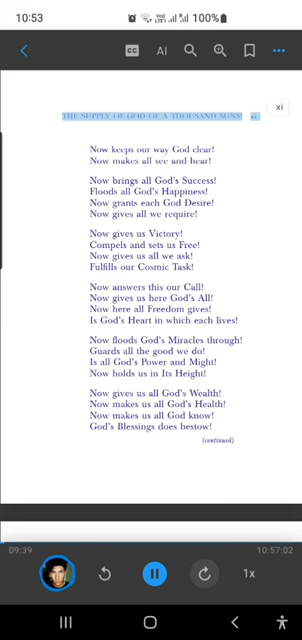 10:53
Vo))
LTE1
100%
CC
AI
THE SUPPLY OF GOD OF A THOUSAND SUNS!
xi
Now keeps our way God clear!
Now makes all see and hear!
Now brings all God's Success!
Floods all God's Happiness!
Now grants each God Desire!
Now gives all we require!
Now gives us Victory!
Compels and sets us Free!
Now gives us all we ask!
Fulfills our Cosmic Task!
Now answers this our Call!
Now gives us here God's All!
Now here all Freedom gives!
Is God's Heart in which each lives!
Now floods God's Miracles through!
Guards all the good we do!
Is all God's Power and Might!
Now holds us in Its Height!
Now gives us all God's Wealth!
Now makes us all God's Health!
Now makes us all God know!
God's Blessings does bestow!
(continued)
09:39
10:57:02
1x